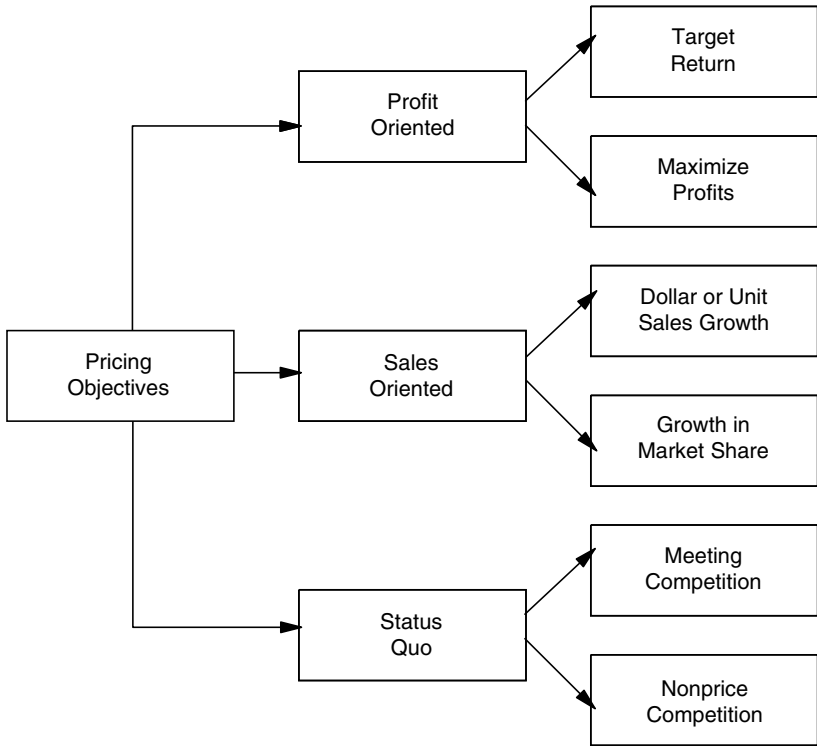 Target
Return
Profit
Oriented
Maximize
Profits
Dollar or Unit
Sales Growth
Pricing
Objectives
Sales
Oriented
Growth in
Market Share
Meeting
Competition
Status
Quo
Nonprice
Competition